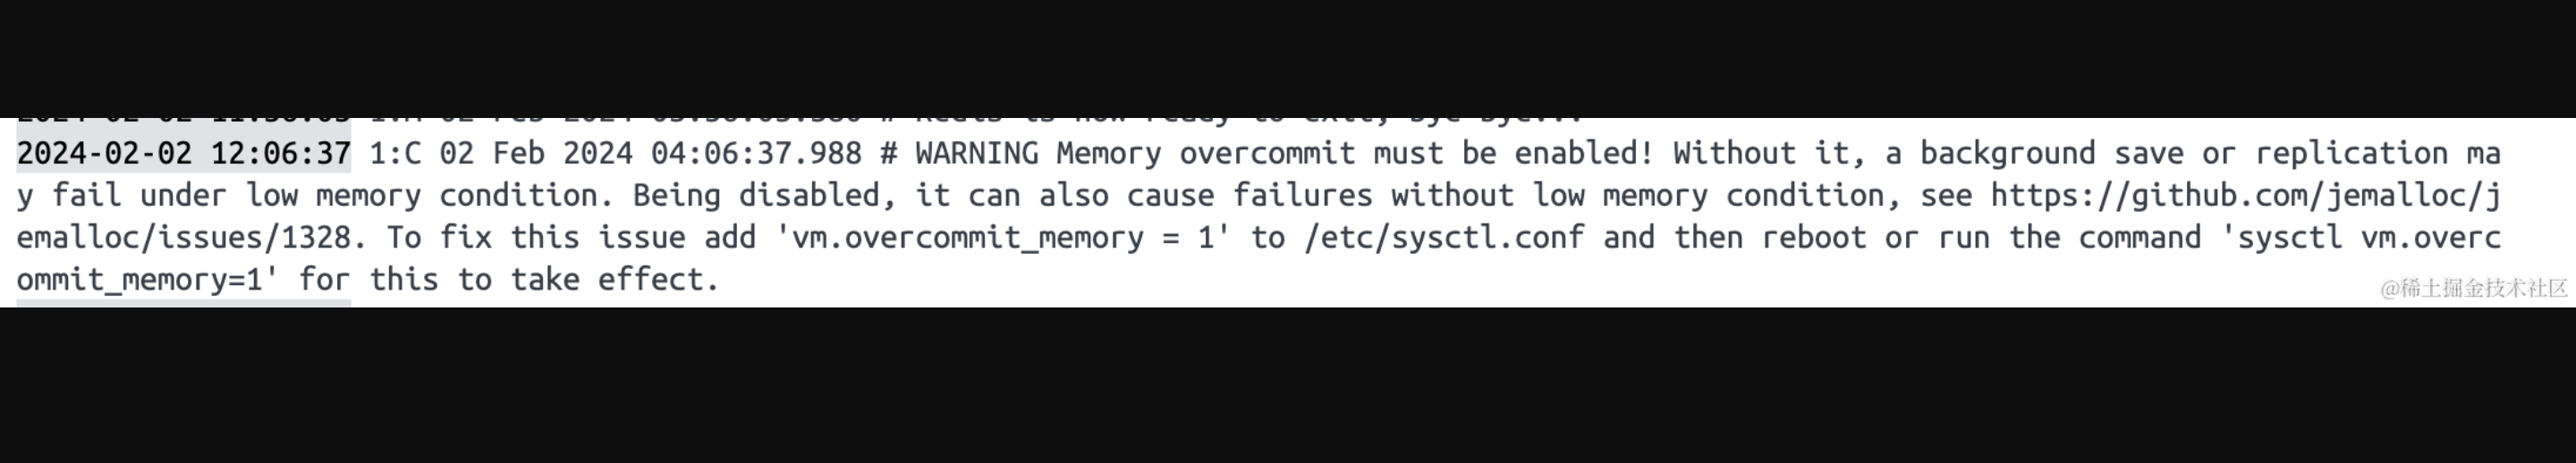 2024-02-02 12:06:37 1:C 02 Feb 2024 04:06:37.988 # WARNING Memory overcommit must be enabled! Without it, a background save or replication ma
y fail under low memory condition. Being disabled, it can also cause failures without low memory condition, see https://github.com/jemalloc/j
emalloc/issues/1328. To fix this issue add 'vm.overcommit_memory = 1' to /etc/sysctl.conf and then reboot or run the command 'sysctl vm.overc
ommit_memory=1' for this to take effect.
@稀土掘金技术社区